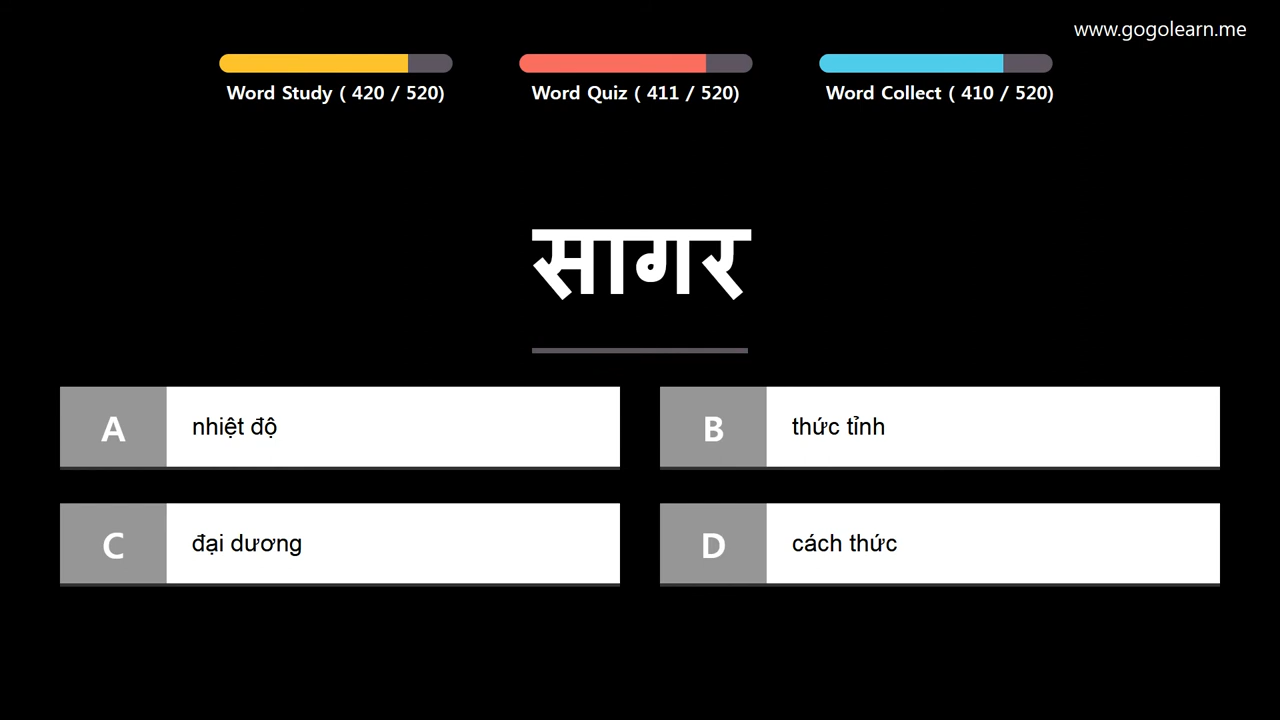 www.gogolearn.me
Word Study ( 420 / 520)
Word Quiz ( 411 / 520)
Word Collect ( 410 / 520)
सागर
A nhiệt độ
B thức tỉnh
C đại dương
D cách thức